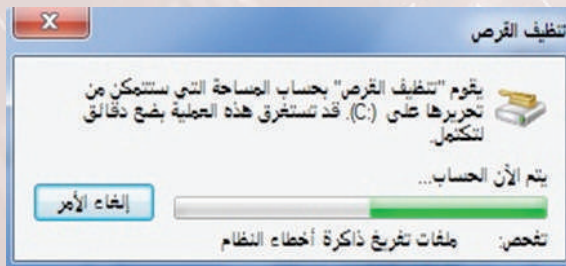 تنظيف القرص
يقوم "تنظيف القرص" بحساب المساحة التي ستتمكن من
تحريرها على (C:). قد تستغرق هذه العملية بضع دقائق
لتكتمل.
يتم الآن الحساب...
إلغاء الأمر
تفحص: ملفات تفريغ ذاكرة أخطاء النظام